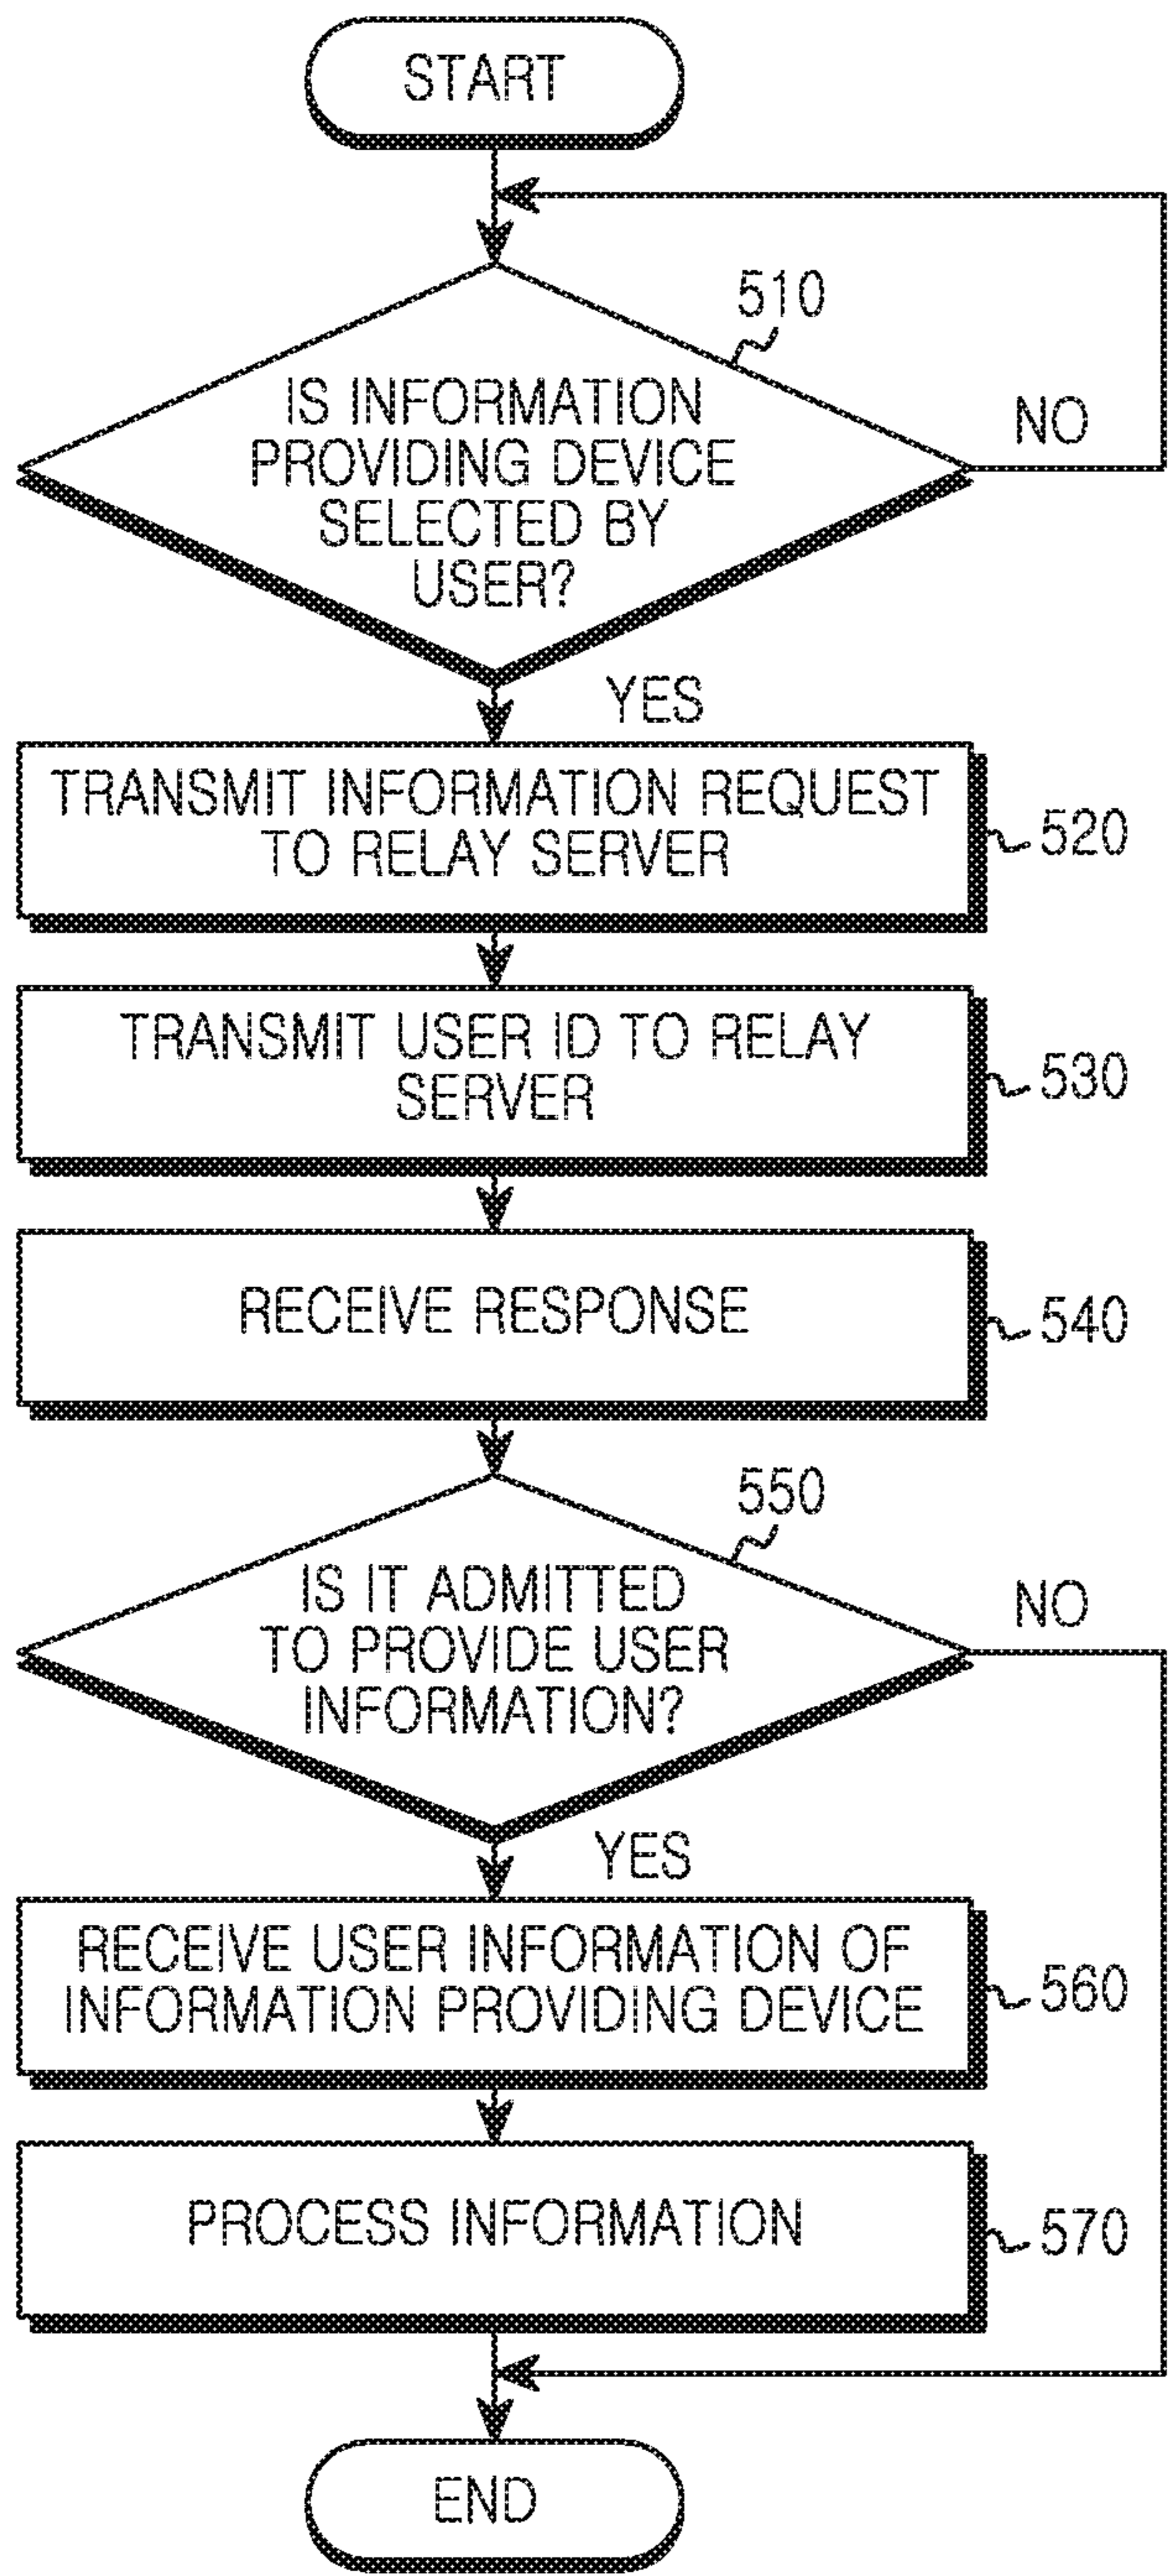 START
510
IS INFORMATION
PROVIDING DEVICE
SELECTED BY
USER?
NO
YES
TRANSMIT INFORMATION REQUEST
TO RELAY SERVER
520
TRANSMIT USER ID TO RELAY
SERVER
530
RECEIVE RESPONSE
540
550
IS IT ADMITTED
TO PROVIDE USER
INFORMATION?
NO
YES
RECEIVE USER INFORMATION OF
INFORMATION PROVIDING DEVICE
560
PROCESS INFORMATION
570
END